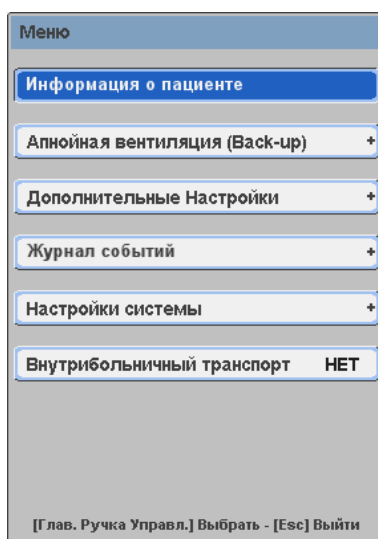 Меню
Информация о пациенте
Апнойная вентиляция (Back-up) +
Дополнительные Настройки +
Журнал событий +
Настройки системы +
Внутрибольничный транспорт НЕТ
[Глав. Ручка Управл.] Выбрать - [Esc] Выйти